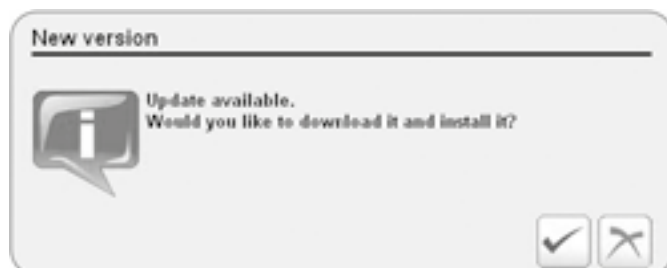 New version
Update available.
Would you like to download it and install it?